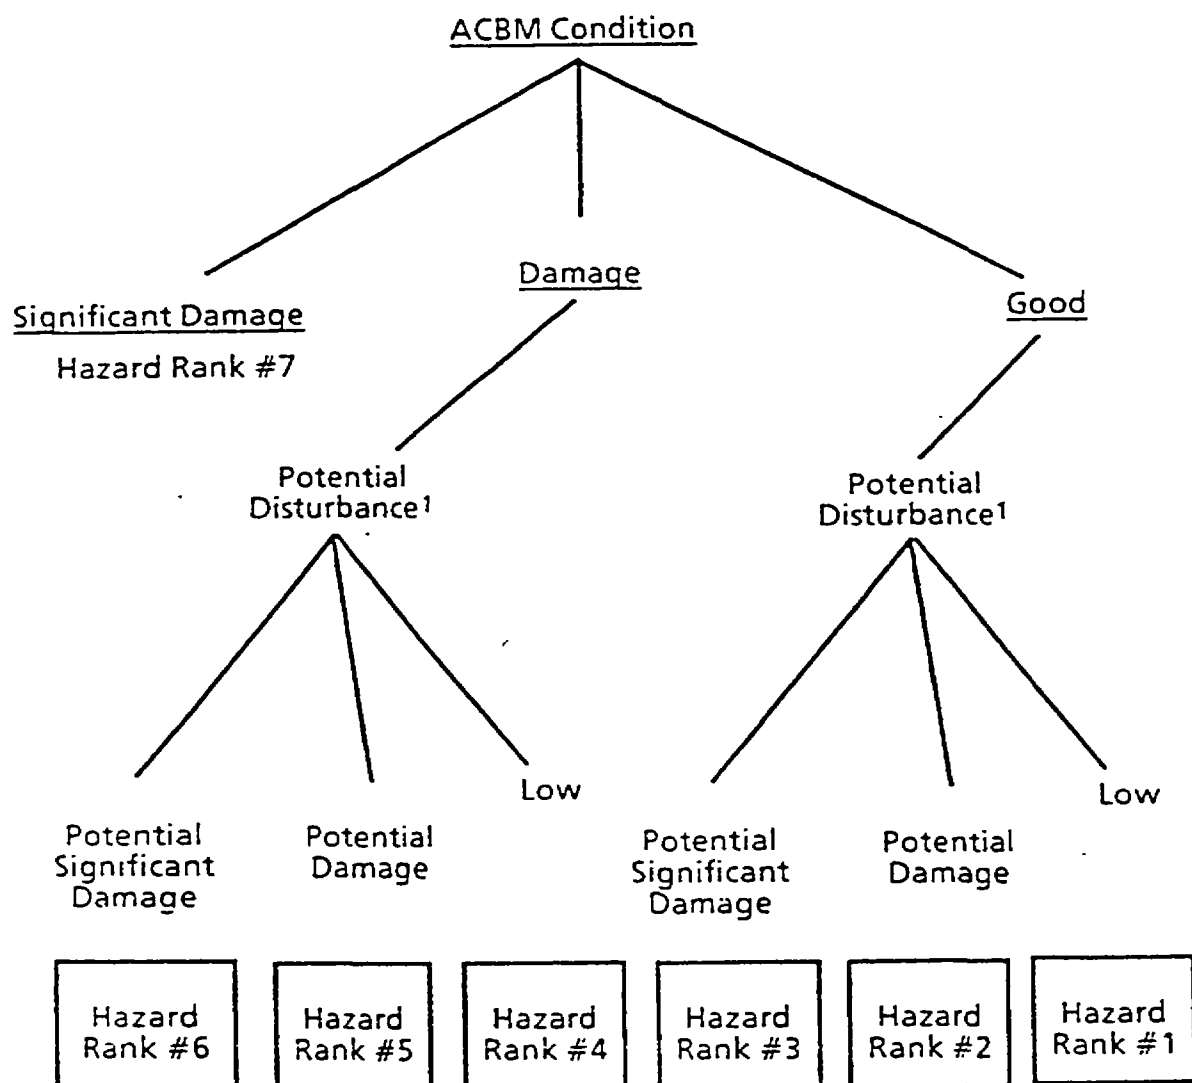 ACBM Condition
Damage
Good
Significant Damage
Hazard Rank #7
Potential
Disturbance1
Potential
Disturbance1
Low
Low
Potential
Significant
Damage
Potential
Damage
Potential
Significant
Damage
Potential
Damage
Hazard
Rank #6
Hazard
Rank #5
Hazard
Rank #4
Hazard
Rank #3
Hazard
Rank #2
Hazard
Rank #1